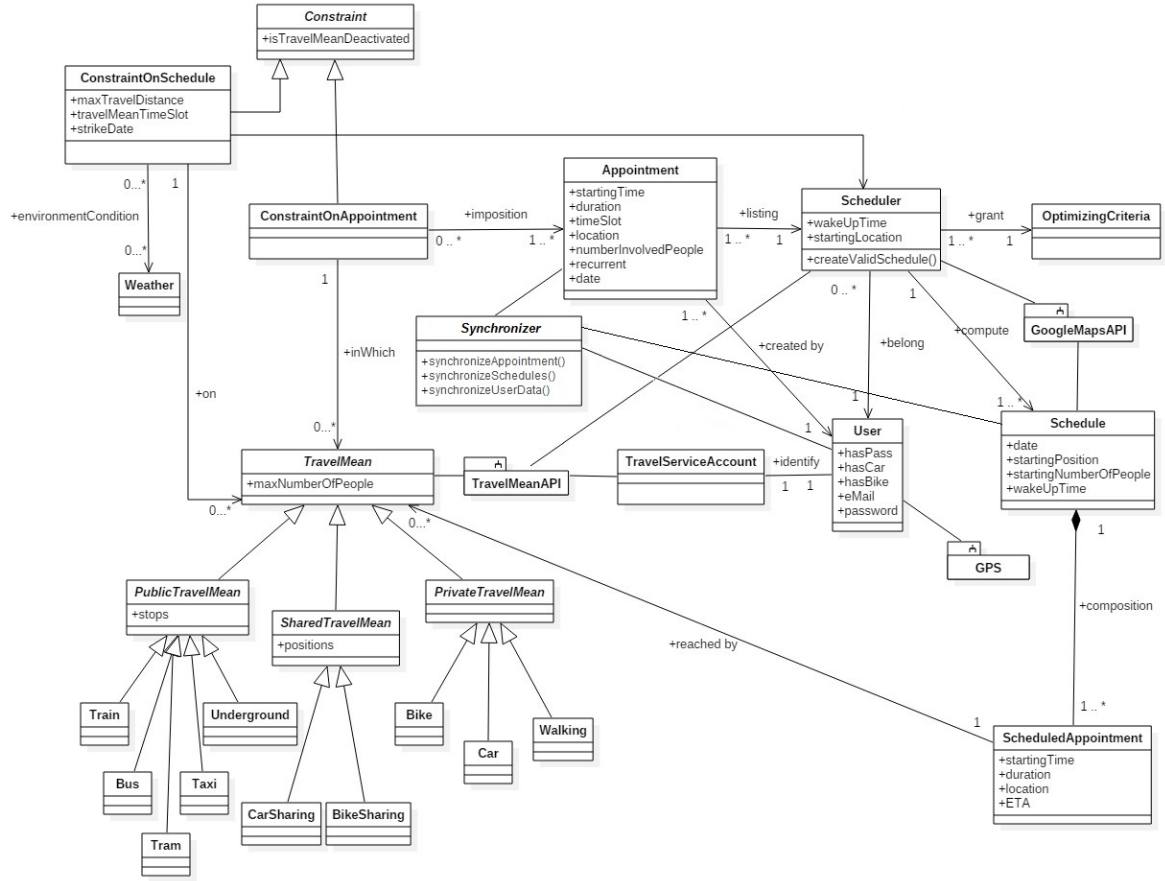 Constraint
+isTravelMeanDeactivated
ConstraintOnSchedule
+maxTravelDistance
+travelMeanTimeSlot
+strikeDate
0...*
1
+environmentCondition
0...*
Weather
ConstraintOnAppointment
+imposition
0..*
1..*
1
Appointment
+startingTime
+duration
+timeSlot
+location
+numberInvolvedPeople
+recurrent
+date
+listing
1..*
1
Scheduler
+wakeUpTime
+startingLocation
+createValidSchedule()
+grant
1..*
1
OptimizingCriteria
0..*
1
GoogleMapsAPI
1..*
Synchronizer
+synchronizeAppointment()
+synchronizeSchedules()
+synchronizeUserData()
+created by
+belong
+compute
+inWhich
+on
1
1
1..*
0...*
0...*
TravelMean
+maxNumberOfPeople
TravelMeanAPI
TravelServiceAccount
+identify
1
1
User
+hasPass
+hasCar
+hasBike
+eMail
+password
Schedule
+date
+startingPosition
+startingNumberOfPeople
+wakeUpTime
1
GPS
0...*
PublicTravelMean
+stops
SharedTravelMean
+positions
PrivateTravelMean
+composition
+reached by
Train
Underground
Bus
Taxi
Tram
CarSharing
BikeSharing
Bike
Car
Walking
1
1..*
ScheduledAppointment
+startingTime
+duration
+location
+ETA